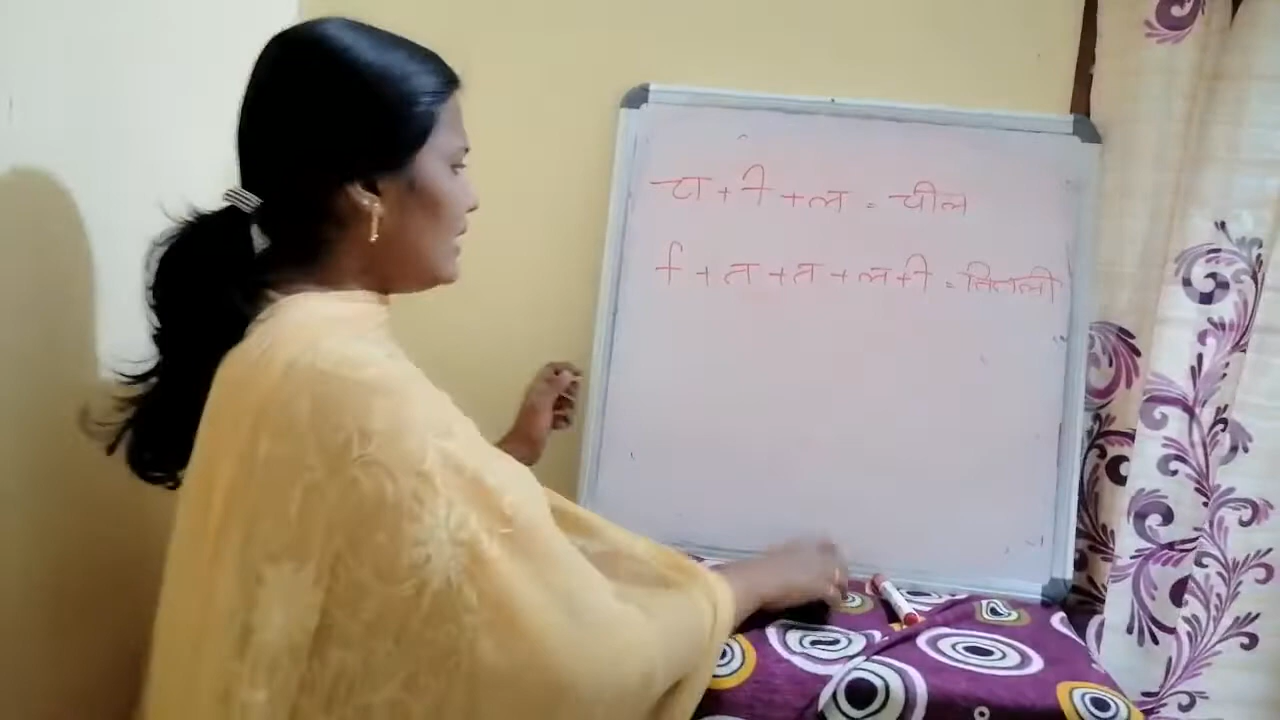 च + ी + ल = चील
ि + त + त + ल + ी = तितली